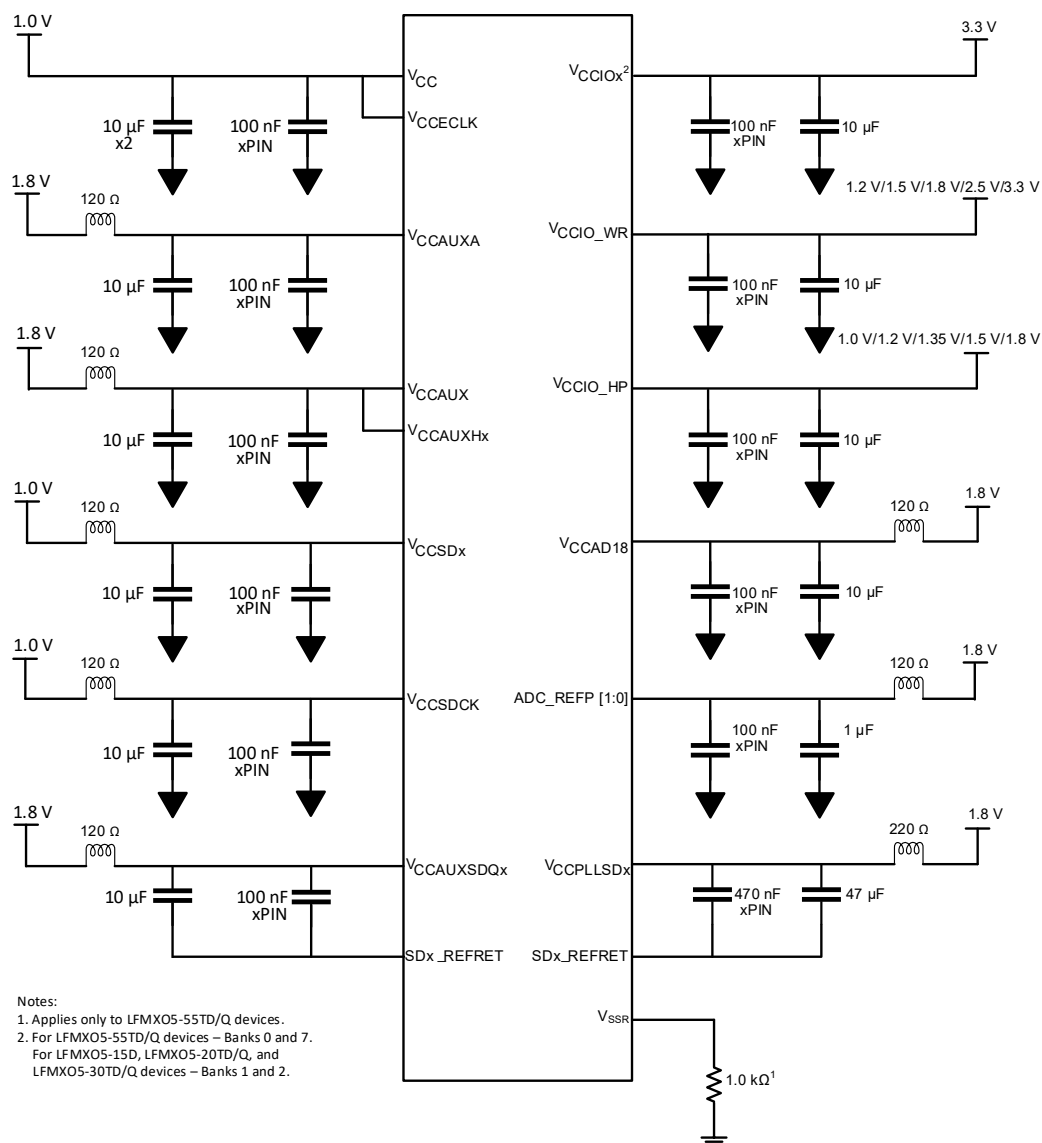 1.0 V
VCC
VCCECLK
10 µF
x2
100 nF
xPIN
1.8 V
120 Ω
VCCAUXA
10 µF
100 nF
xPIN
1.8 V
120 Ω
VCCAUX
VCCAUXHx
10 µF
100 nF
xPIN
1.0 V
120 Ω
VCCSDx
10 µF
100 nF
xPIN
1.0 V
120 Ω
VCCSDCK
10 µF
100 nF
xPIN
1.8 V
120 Ω
VCCAUXSDQx
10 µF
100 nF
xPIN
SDx_REFRET
3.3 V
VCCIOx²
100 nF
xPIN
10 µF
1.2 V/1.5 V/1.8 V/2.5 V/3.3 V
VCCIO_WR
100 nF
xPIN
10 µF
1.0 V/1.2 V/1.35 V/1.5 V/1.8 V
VCCIO_HP
100 nF
xPIN
10 µF
1.8 V
120 Ω
VCCAD18
100 nF
xPIN
10 µF
1.8 V
120 Ω
ADC_REFP [1:0]
100 nF
xPIN
1 µF
1.8 V
220 Ω
VCCPLLSDx
470 nF
xPIN
47 µF
SDx_REFRET
VSSR
1.0 kΩ¹
Notes:
1. Applies only to LFMXO5-55TD/Q devices.
2. For LFMXO5-55TD/Q devices – Banks 0 and 7.
For LFMXO5-15D, LFMXO5-20TD/Q, and
LFMXO5-30TD/Q devices – Banks 1 and 2.